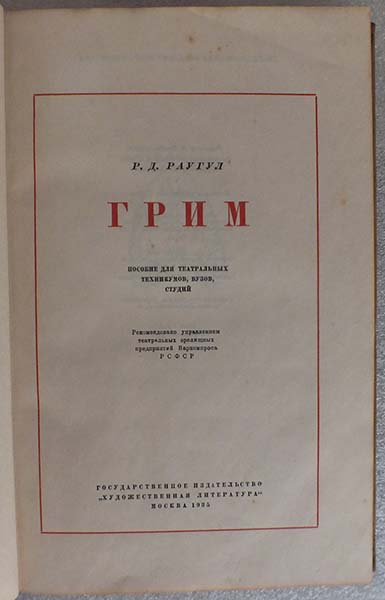 Р. Д. РАУГУЛ
ГРИМ
ПОСОБИЕ ДЛЯ ТЕАТРАЛЬНЫХ
ТЕХНИКУМОВ, ВУЗОВ,
СТУДИЙ
Рекомендовано управлением
театральных зрелищных
предприятий Наркомпроса
РСФСР
ГОСУДАРСТВЕННОЕ ИЗДАТЕЛЬСТВО
„ХУДОЖЕСТВЕННАЯ ЛИТЕРАТУРА“
МОСКВА 1935